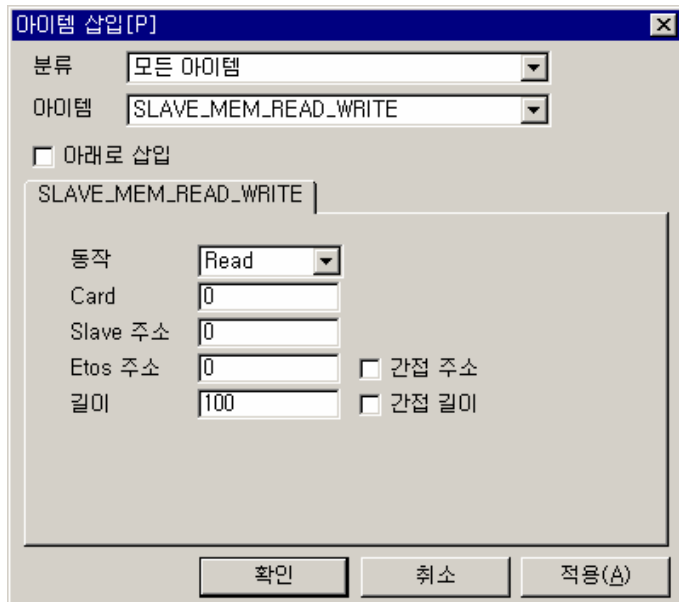 아이템 삽입[P]
분류 모든 아이템
아이템 SLAVE_MEM_READ_WRITE
아래로 삽입
SLAVE_MEM_READ_WRITE
동작 Read
Card 0
Slave 주소 0
Etos 주소 0 간접 주소
길이 100 간접 길이
확인 취소 적용(A)